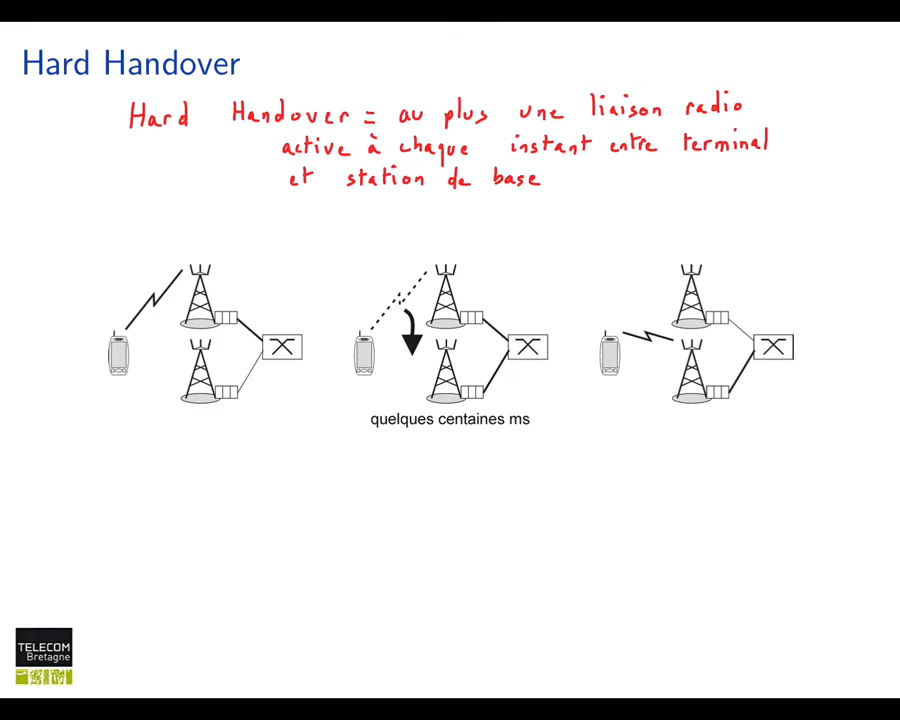 Hard Handover
Hard Handover = au plus une liaison radio
active à chaque instant entre terminal
et station de base
quelques centaines ms
TELECOM
Bretagne